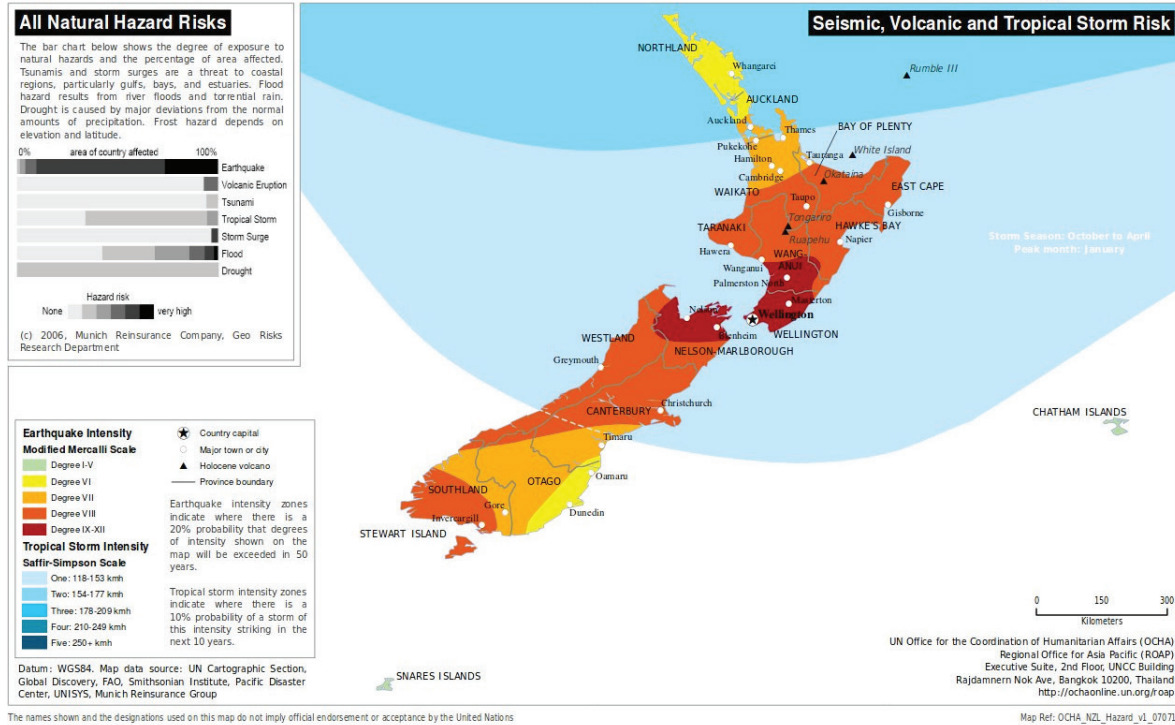 All Natural Hazard Risks
The bar chart below shows the degree of exposure to
natural hazards and the percentage of area affected.
Tsunamis and storm surges are a threat to coastal
regions, particularly gulfs, bays, and estuaries. Flood
hazard results from river floods and torrential rain.
Drought is caused by major deviations from the normal
amounts of precipitation. Frost hazard depends on
elevation and latitude.
0% area of country affected 100%
Earthquake
Volcanic Eruption
Tsunami
Tropical Storm
Storm Surge
Flood
Drought
Hazard risk
None very high
(c) 2006, Munich Reinsurance Company, Geo Risks
Research Department
Seismic, Volcanic and Tropical Storm Risk
NORTHLAND
Whangarei
Rumble III
AUCKLAND
Auckland
Thames
BAY OF PLENTY
Pukekohe
White Island
Hamilton
Tauranga
Cambridge
Okataina
WAIKATO
EAST CAPE
Taupo
Gisborne
TARANAKI
Tongariro
HAWKE'S BAY
Ruapehu
Napier
Storm Season: October to April
Peak month: January
Hawera
WANG
ANUI
Wanganui
Palmerston North
Masterton
Nelson
Wellington
Blenheim
WELLINGTON
WESTLAND
NELSON-MARLBOROUGH
Greymouth
Christchurch
CANTERBURY
CHATHAM ISLANDS
Timaru
OTAGO
Oamaru
SOUTHLAND
Gore
Dunedin
Invercargill
STEWART ISLAND
SNARES ISLANDS
Earthquake Intensity
Modified Mercalli Scale
Degree I-V
Degree VI
Degree VII
Degree VIII
Degree IX-XII
Tropical Storm Intensity
Saffir-Simpson Scale
One: 118-153 kmh
Two: 154-177 kmh
Three: 178-209 kmh
Four: 210-249 kmh
Five: 250+ kmh
Country capital
Major town or city
Holocene volcano
Province boundary
Earthquake intensity zones
indicate where there is a
20% probability that degrees
of intensity shown on the
map will be exceeded in 50
years.
Tropical storm intensity zones
indicate where there is a
10% probability of a storm of
this intensity striking in the
next 10 years.
Datum: WGS84. Map data source: UN Cartographic Section,
Global Discovery, FAO, Smithsonian Institute, Pacific Disaster
Center, UNISYS, Munich Reinsurance Group
0 150 300
Kilometers
UN Office for the Coordination of Humanitarian Affairs (OCHA)
Regional Office for Asia Pacific (ROAP)
Executive Suite, 2nd Floor, UNCC Building
Rajdamnern Nok Ave, Bangkok 10200, Thailand
http://ochaonline.un.org/roap
The names shown and the designations used on this map do not imply official endorsement or acceptance by the United Nations
Map Ref: OCHA_NZL_Hazard_v1_0707